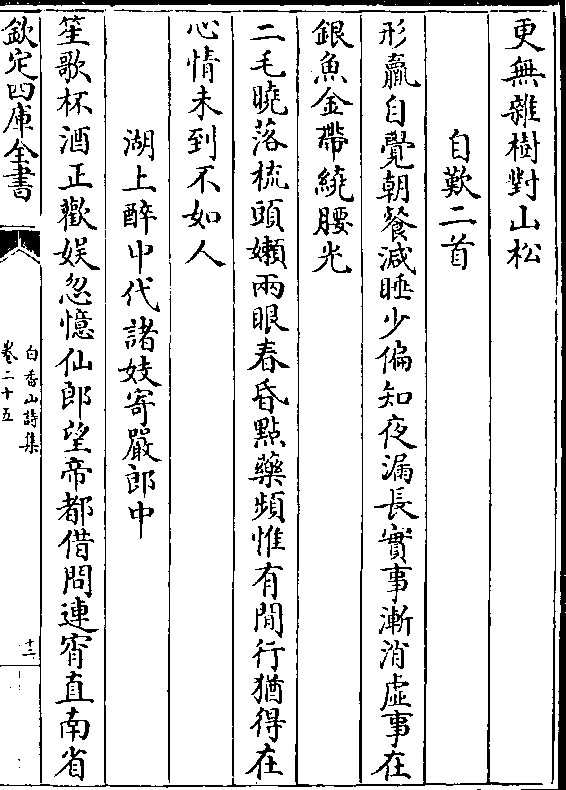 更無雜樹對山松
自歎二首
形羸自覺朝餐減睡少偏知夜漏長實事漸消虛事在
銀魚金帶繞腰光
二毛曉落梳頭嬾兩眼春昏點藥頻惟有閒行猶得在
心情未到不如人
湖上醉中代諸妓寄嚴郎中
笙歌杯酒正歡娛忽憶仙郎望帝都借問連宵直南省
欽定四庫全書
白香山詩集
卷二十五
十二